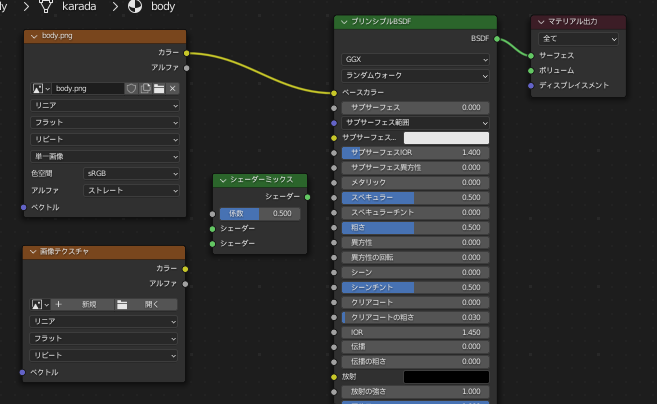 karada
body
body.png
カラー
アルファ
body.png
リニア
フラット
リピート
単一画像
色空間 sRGB
アルファ ストレート
ベクトル
画像テクスチャ
カラー
アルファ
新規 開く
リニア
フラット
リピート
ベクトル
シェーダーミックス
シェーダー
係数 0.500
シェーダー
シェーダー
プリンシプルBSDF
BSDF
GGX
ランダムウォーク
ベースカラー
サブサーフェス 0.000
サブサーフェス範囲
サブサーフェス...
サブサーフェスIOR 1.400
サブサーフェス異方性 0.000
メタリック 0.000
スペキュラー 0.500
スペキュラーチント 0.000
粗さ 0.500
異方性 0.000
異方性の回転 0.000
シーン 0.000
シーンチント 0.500
クリアコート 0.000
クリアコートの粗さ 0.030
IOR 1.450
伝播 0.000
伝播の粗さ 0.000
放射
放射の強さ 1.000
マテリアル出力
全て
サーフェス
ボリューム
ディスプレイスメント